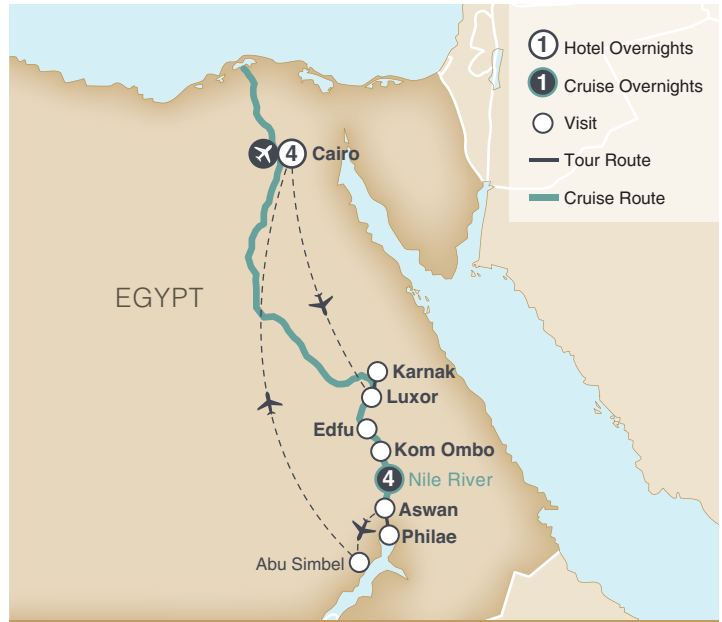 1 Hotel Overnights
1 Cruise Overnights
Visit
Tour Route
Cruise Route
4 Cairo
EGYPT
Karnak
Luxor
Edfu
Kom Ombo
4 Nile River
Aswan
Philae
Abu Simbel